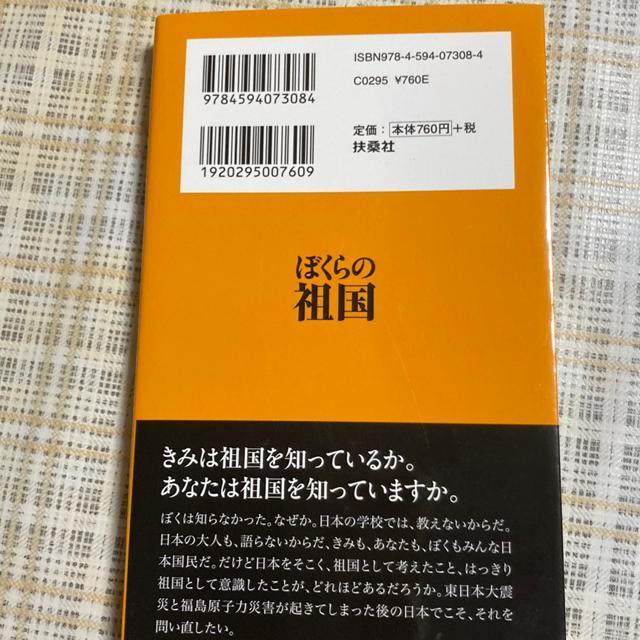 ISBN978-4-594-07308-4
C0295 ¥760E
9784594073084
定価：本体760円+税
扶桑社
1920295007609
ぼくらの
祖国
きみは祖国を知っているか。
あなたは祖国を知っていますか。
ぼくは知らなかった。なぜか。日本の学校では、教えないからだ。
日本の大人も、語らないからだ、きみも、あなたも、ぼくもみんな日
本国民だ。だけど日本をそこく、祖国として考えたこと、はっきり
祖国として意識したことが、どれほどあるだろうか。東日本大震
災と福島原子力災害が起きてしまった後の日本でこそ、それを
問い直したい。